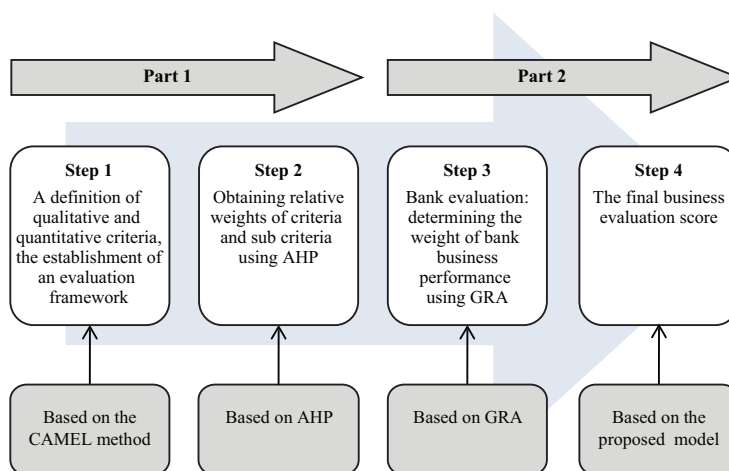 Part 1
Part 2
Step 1
A definition of
qualitative and
quantitative criteria,
the establishment of
an evaluation
framework
Step 2
Obtaining relative
weights of criteria
and sub criteria
using AHP
Step 3
Bank evaluation:
determining the
weight of bank
business
performance
using GRA
Step 4
The final business
evaluation score
Based on the
CAMEL method
Based on AHP
Based on GRA
Based on the
proposed model